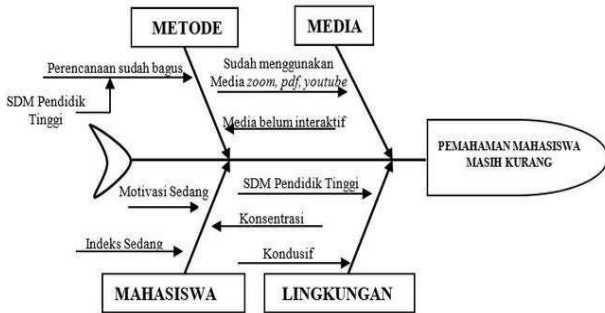 METODE
MEDIA
Perencanaan sudah bagus
Sudah menggunakan
Media zoom, pdf, youtube
SDM Pendidik
Tinggi
Media belum interaktif
PEMAHAMAN MAHASISWA
MASIH KURANG
Motivasi Sedang
SDM Pendidik Tinggi
Konsentrasi
Indeks Sedang
Kondusif
MAHASISWA
LINGKUNGAN